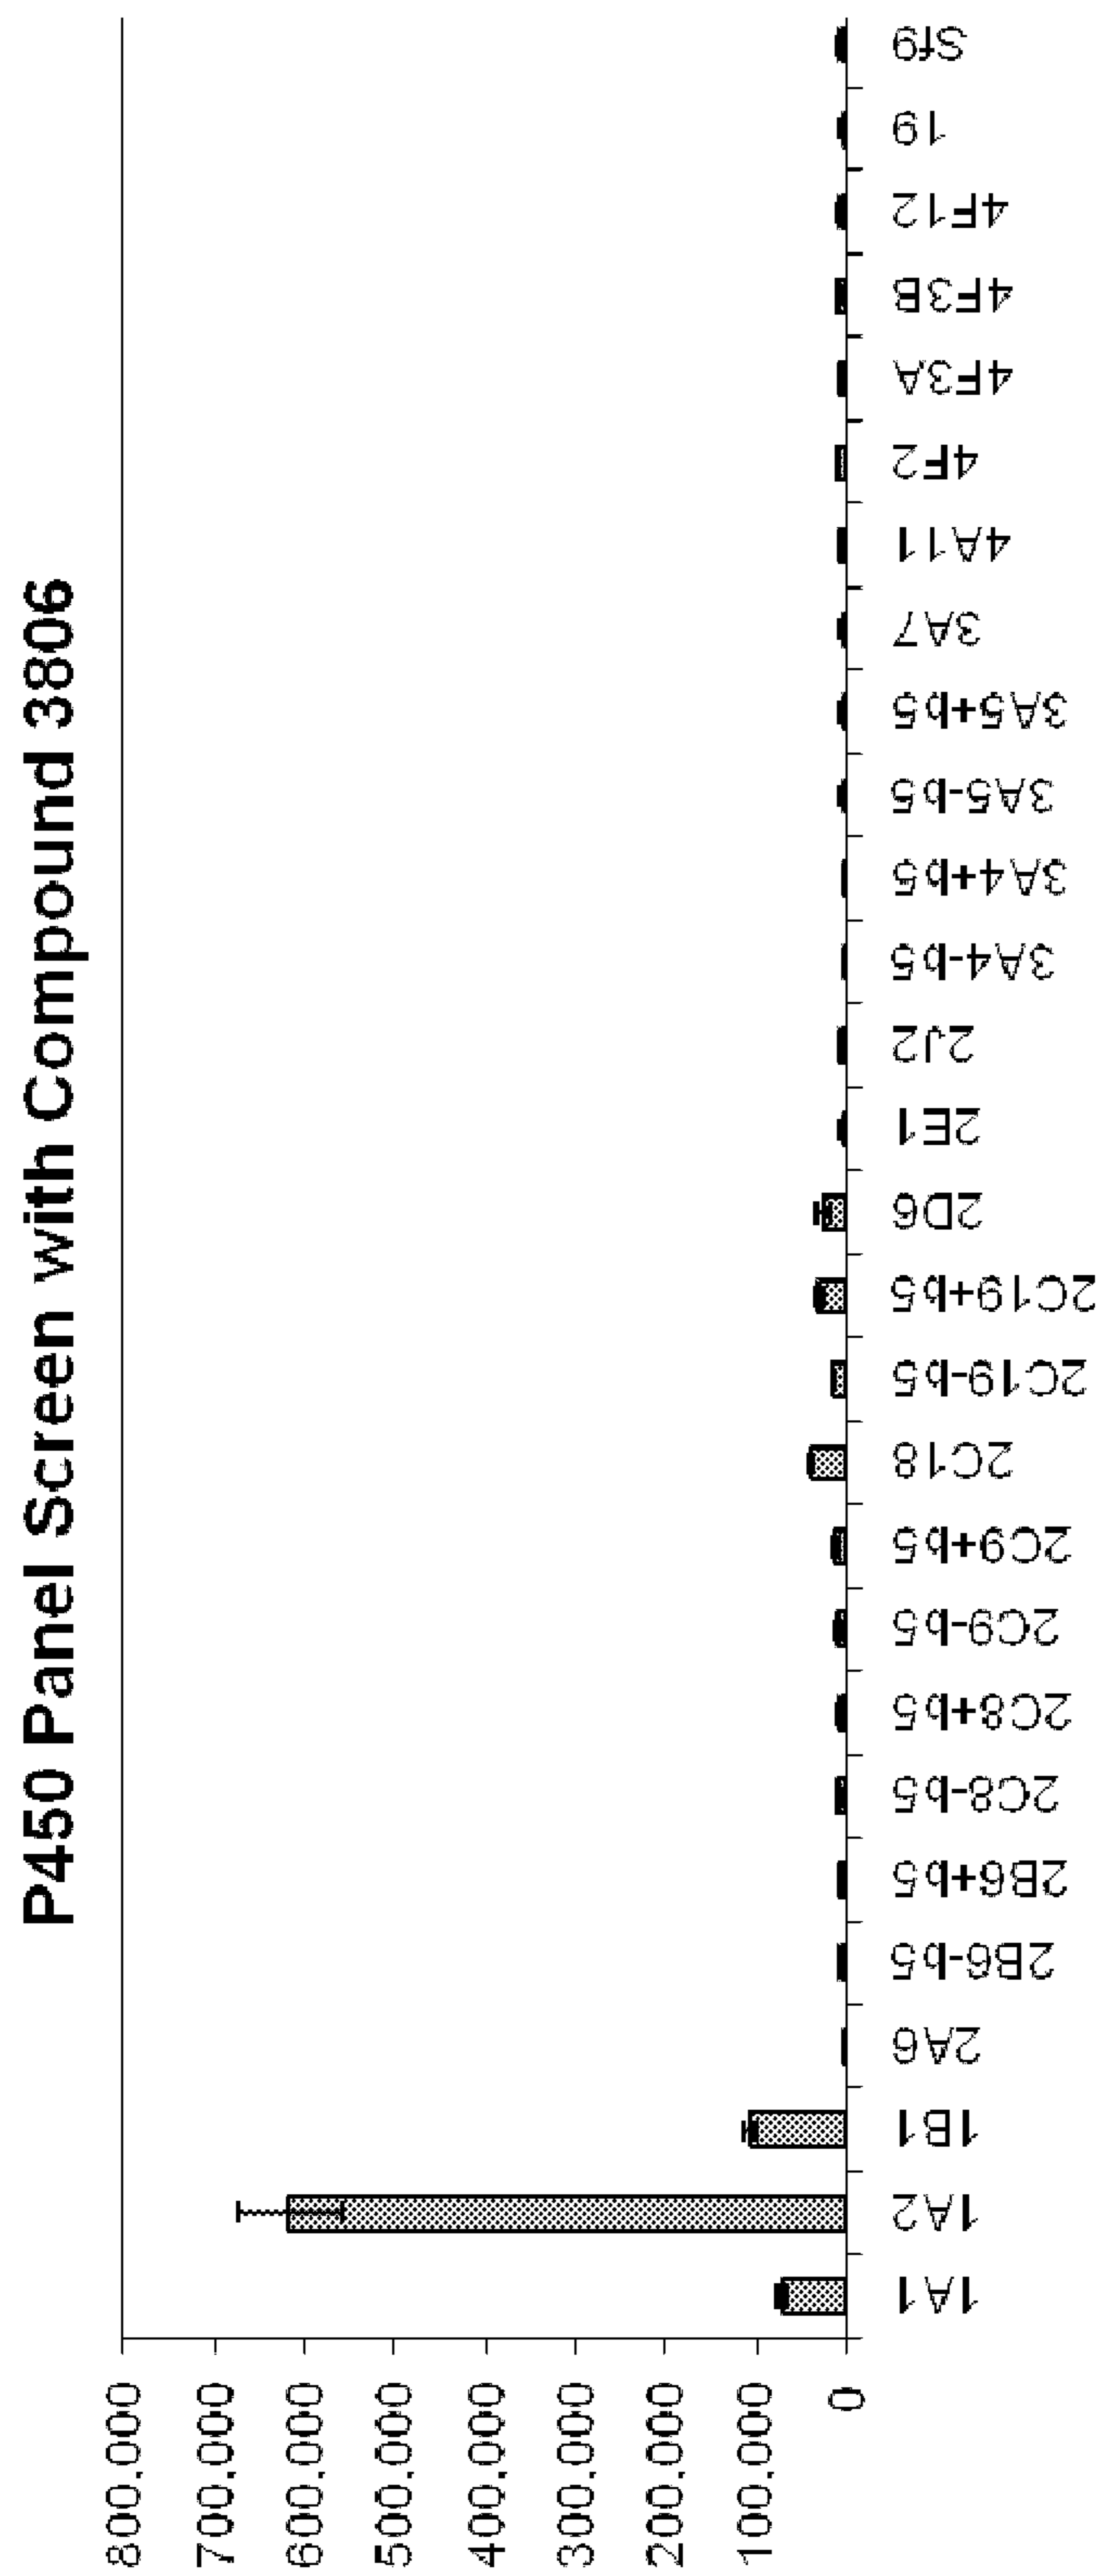 P450 Panel Screen with Compound 3806
800.000
700.000
600.000
500.000
400.000
300.000
200.000
100.000
0
1A1
1A2
1B1
2A6
2B6-b5
2B6+b5
2C8-b5
2C8+b5
2C9-b5
2C9+b5
2C18
2C19-b5
2C19+b5
2D6
2E1
2J2
3A4-b5
3A4+b5
3A5-b5
3A5+b5
3A7
4A11
4F2
4F3A
4F3B
4F12
19
Sf9